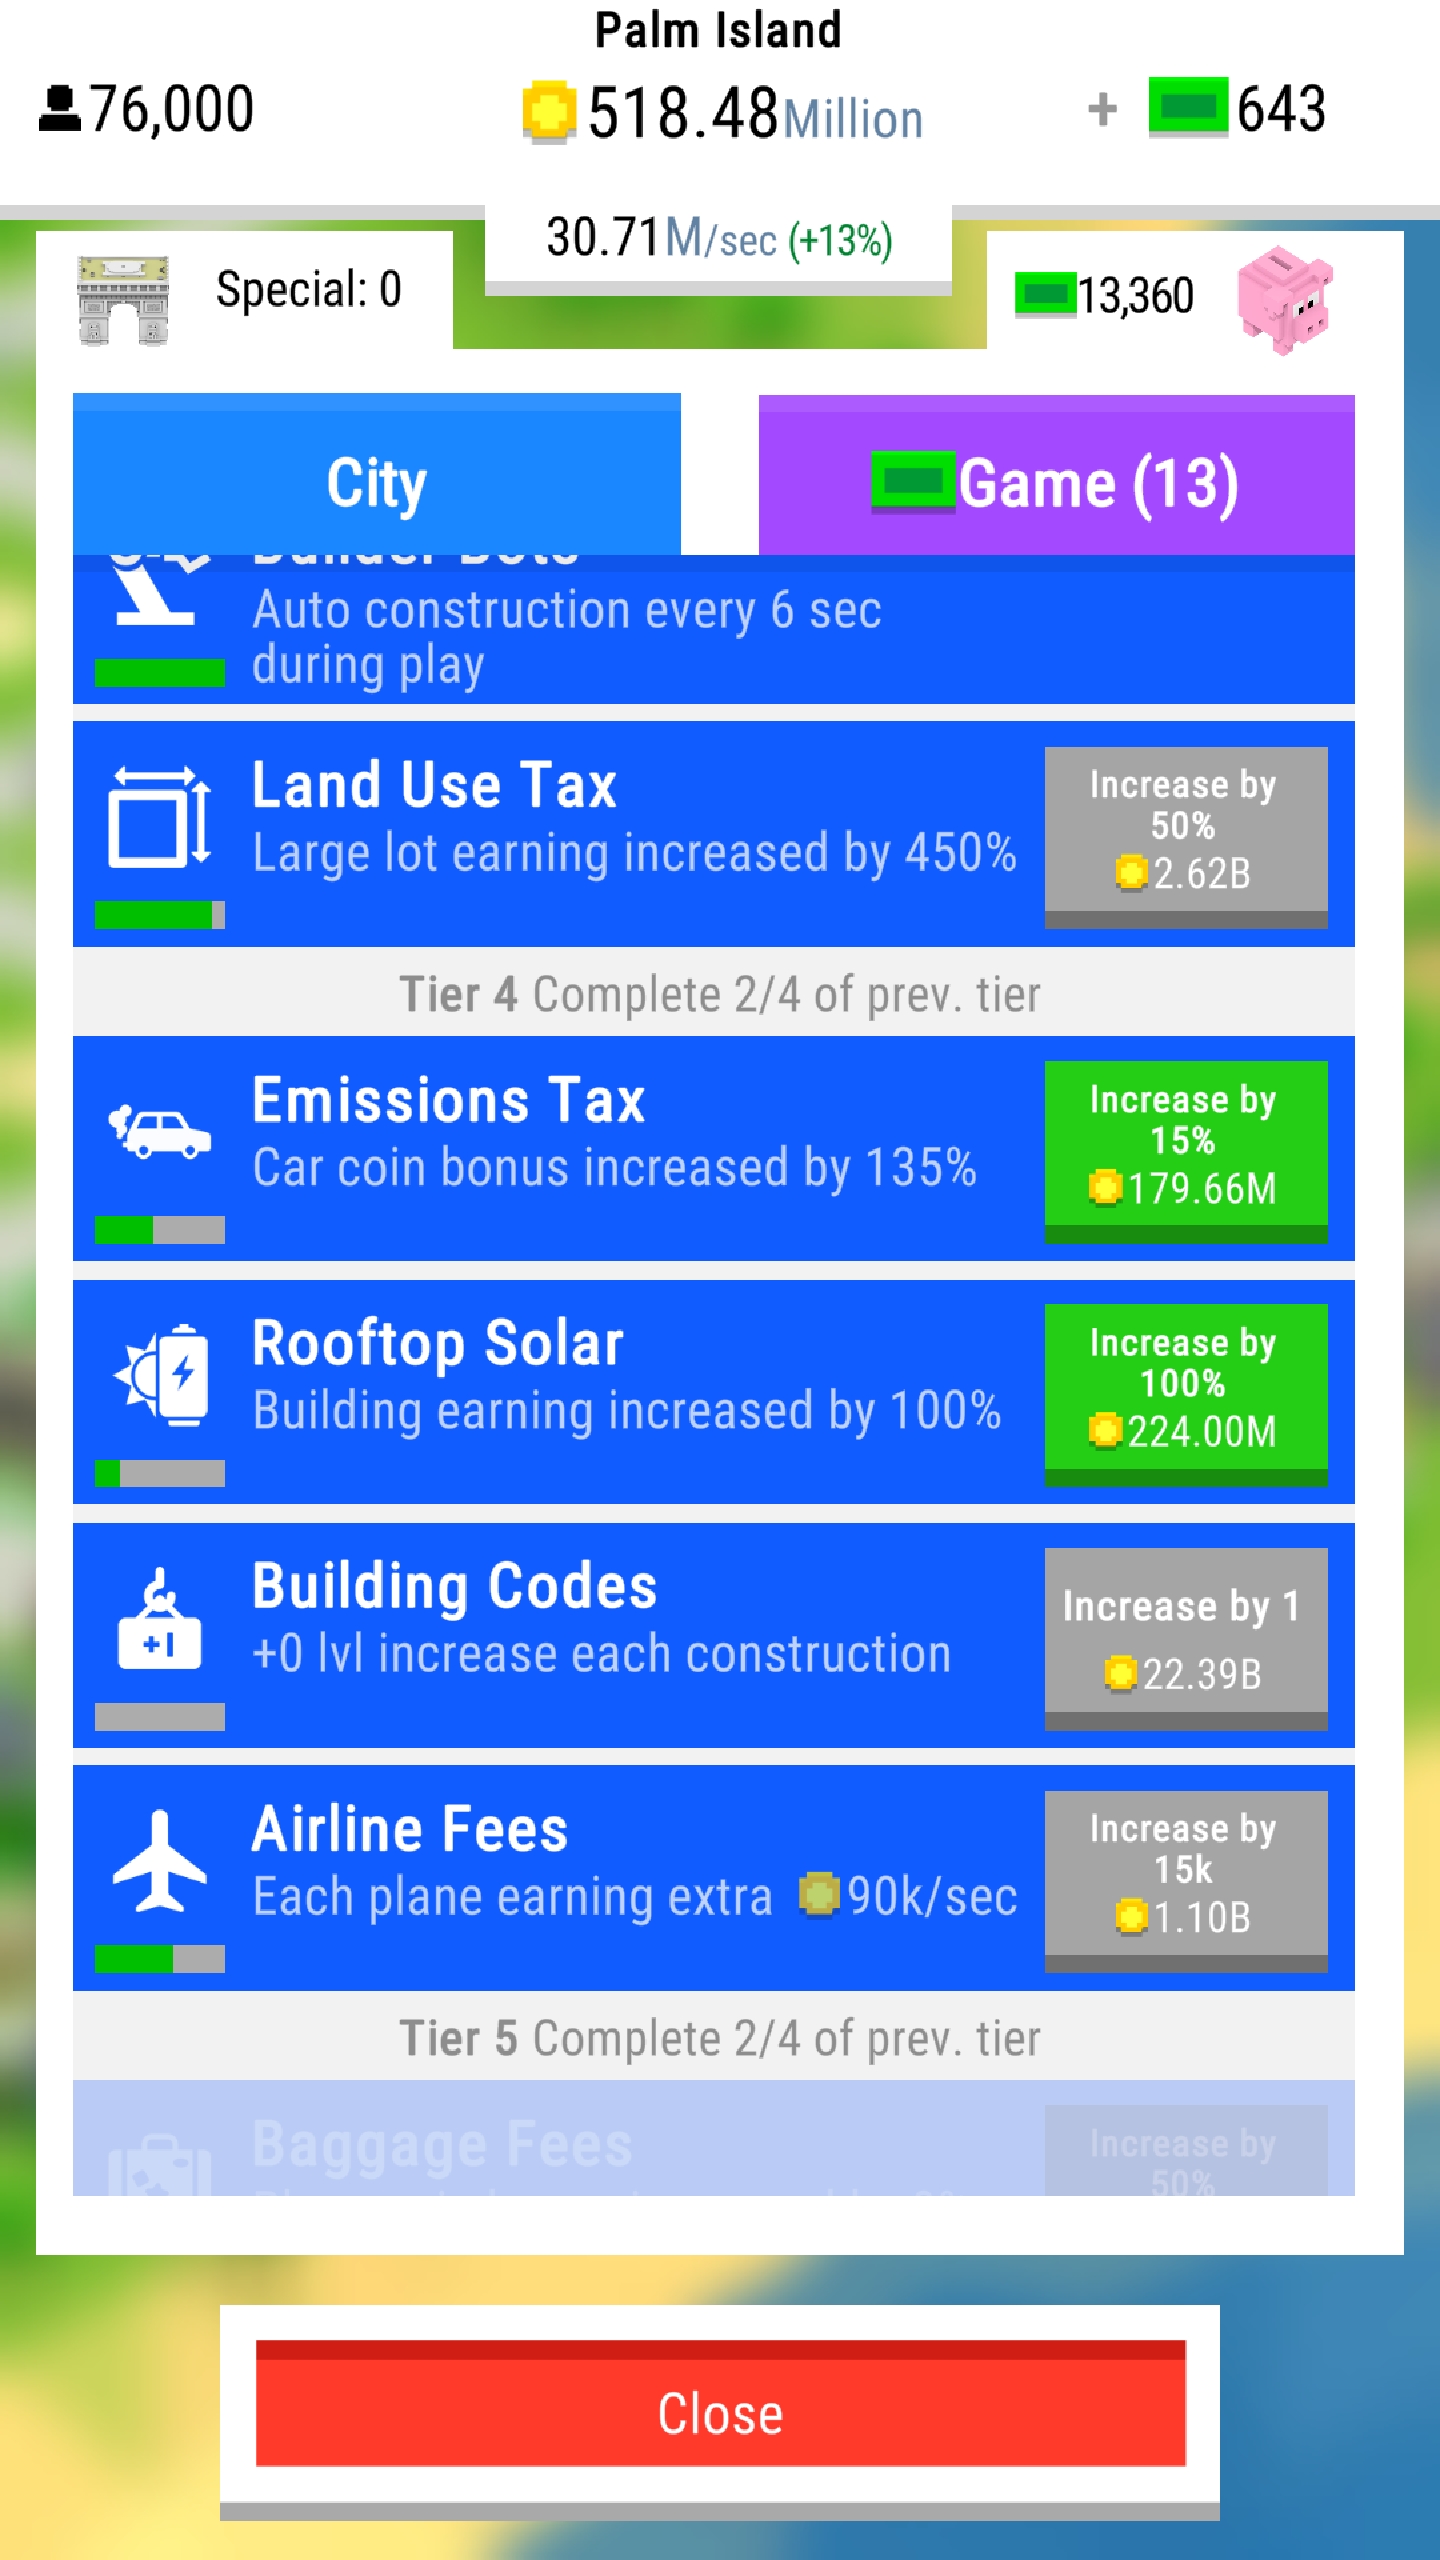 Palm Island
76,000
518.48Million
+ 643
30.71M/sec (+13%)
Special: 0
13,360
City
Game (13)
Builder Bots
Auto construction every 6 sec
during play
Land Use Tax
Large lot earning increased by 450%
Increase by
50%
2.62B
Tier 4 Complete 2/4 of prev. tier
Emissions Tax
Car coin bonus increased by 135%
Increase by
15%
179.66M
Rooftop Solar
Building earning increased by 100%
Increase by
100%
224.00M
Building Codes
+0 lvl increase each construction
+1
Increase by 1
22.39B
Airline Fees
Each plane earning extra 90k/sec
Increase by
15k
1.10B
Tier 5 Complete 2/4 of prev. tier
Baggage Fees
Increase by
50%
Close